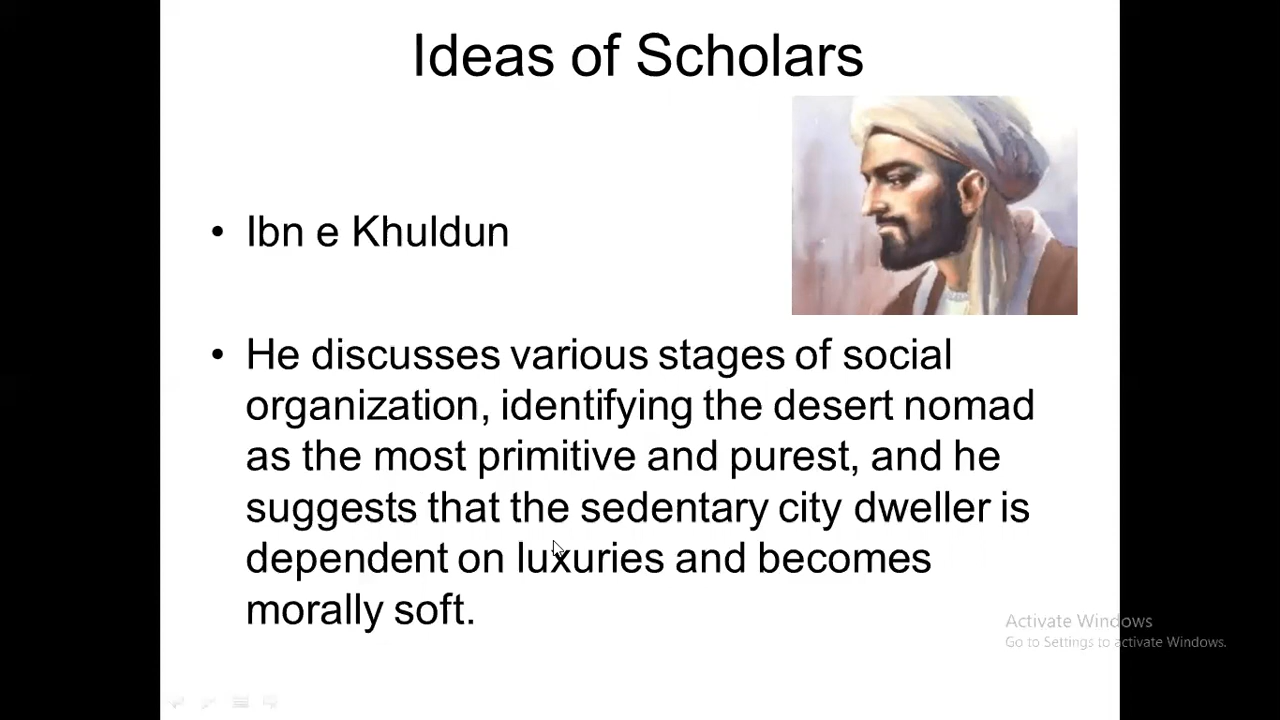 Ideas of Scholars
• Ibn e Khuldun
• He discusses various stages of social
organization, identifying the desert nomad
as the most primitive and purest, and he
suggests that the sedentary city dweller is
dependent on luxuries and becomes
morally soft.
Activate Windows
Go to Settings to activate Windows.